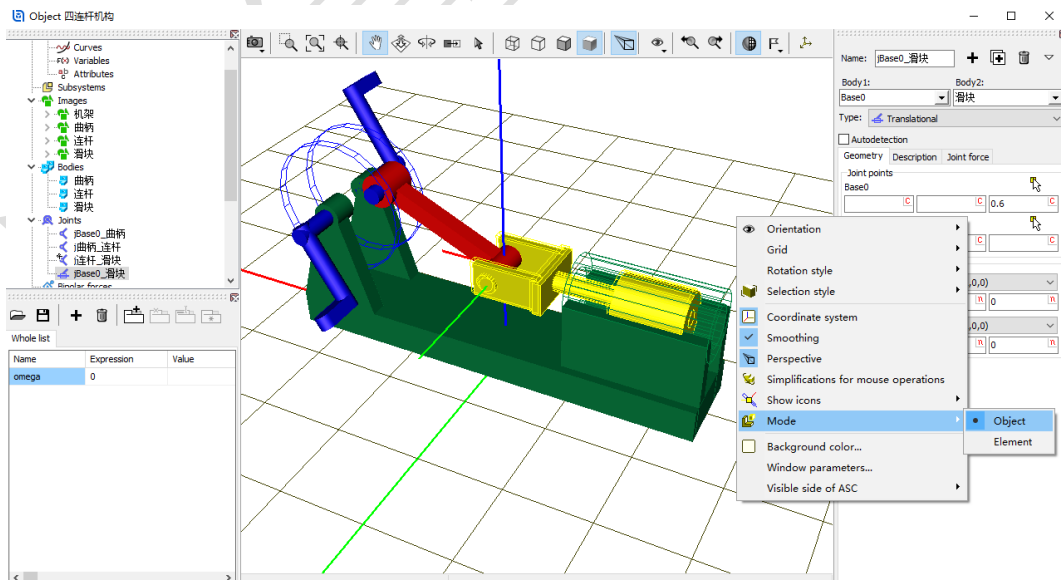 Object 四连杆机构
Curves
F(x) Variables
Attributes
Subsystems
Images
机架
曲柄
连杆
滑块
Bodies
曲柄
连杆
滑块
Joints
jBase0_曲柄
j曲柄_连杆
j连杆_滑块
jBase0_滑块
Bipolar forces
Whole list
Name Expression Value
omega 0
Name: jBase0_滑块
Body1: Body2:
Base0 滑块
Type: Translational
Autodetection
Geometry Description Joint force
Joint points
Base0
C C 0.6 C
C C
,0,0)
n 0 n
,0,0)
n 0 n
Orientation
Grid
Rotation style
Selection style
Coordinate system
Smoothing
Perspective
Simplifications for mouse operations
Show icons
Mode
Background color...
Window parameters...
Visible side of ASC
Object
Element